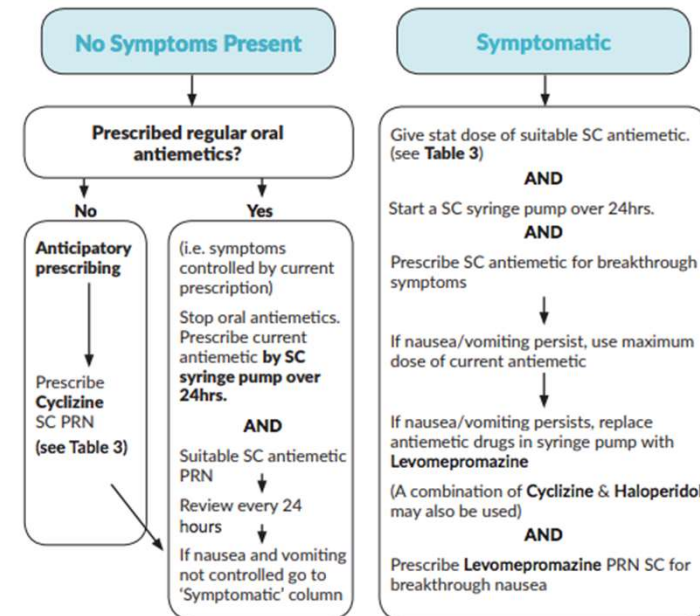 No Symptoms Present
Prescribed regular oral
antiemetics?
No
Yes
Anticipatory
prescribing
Prescribe
Cyclizine
SC PRN
(see Table 3)
(i.e. symptoms
controlled by current
prescription)
Stop oral antiemetics.
Prescribe current
antiemetic by SC
syringe pump over
24hrs.
AND
Suitable SC antiemetic
PRN
Review every 24
hours
If nausea and vomiting
not controlled go to
‘Symptomatic’ column
Symptomatic
Give stat dose of suitable SC antiemetic.
(see Table 3)
AND
Start a SC syringe pump over 24hrs.
AND
Prescribe SC antiemetic for breakthrough
symptoms
If nausea/vomiting persist, use maximum
dose of current antiemetic
If nausea/vomiting persists, replace
antiemetic drugs in syringe pump with
Levomepromazine
(A combination of Cyclizine & Haloperidol
may also be used)
AND
Prescribe Levomepromazine PRN SC for
breakthrough nausea